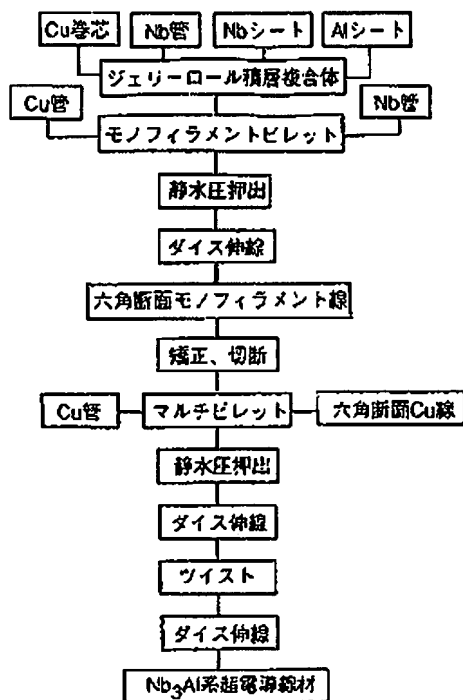 Cu巻芯 Nb管 Nbシート Alシート
ジェリーロール積層複合体
Cu管 Nb管
モノフィラメントビレット
静水圧押出
ダイス伸線
六角断面モノフィラメント線
矯正、切断
Cu管 マルチビレット 六角断面Cu線
静水圧押出
ダイス伸線
ツイスト
ダイス伸線
Nb3Al系超電導線材